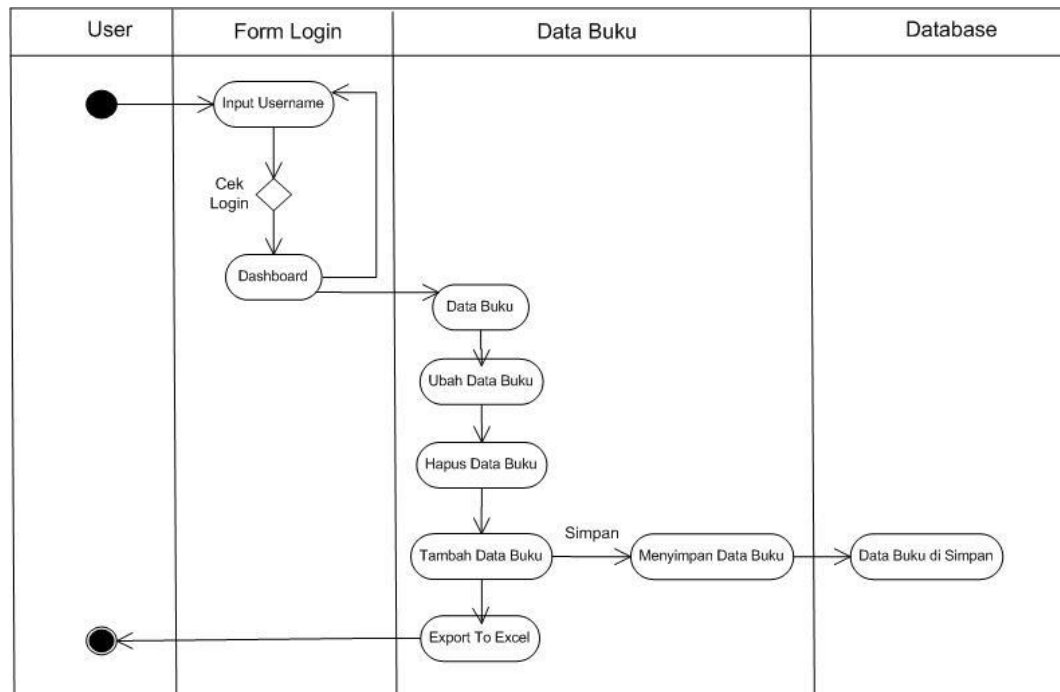 User
Form Login
Data Buku
Database
Input Username
Cek
Login
Dashboard
Data Buku
Ubah Data Buku
Hapus Data Buku
Simpan
Tambah Data Buku
Menyimpan Data Buku
Data Buku di Simpan
Export To Excel